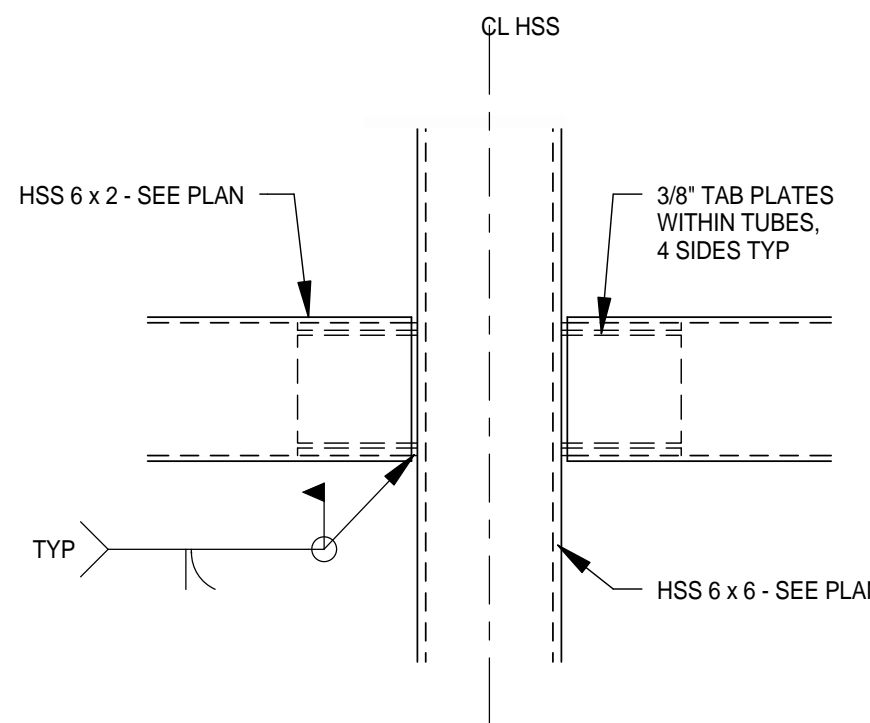 CL HSS
HSS 6 x 2 - SEE PLAN
3/8" TAB PLATES
WITHIN TUBES,
4 SIDES TYP
TYP
HSS 6 x 6 - SEE PLAN